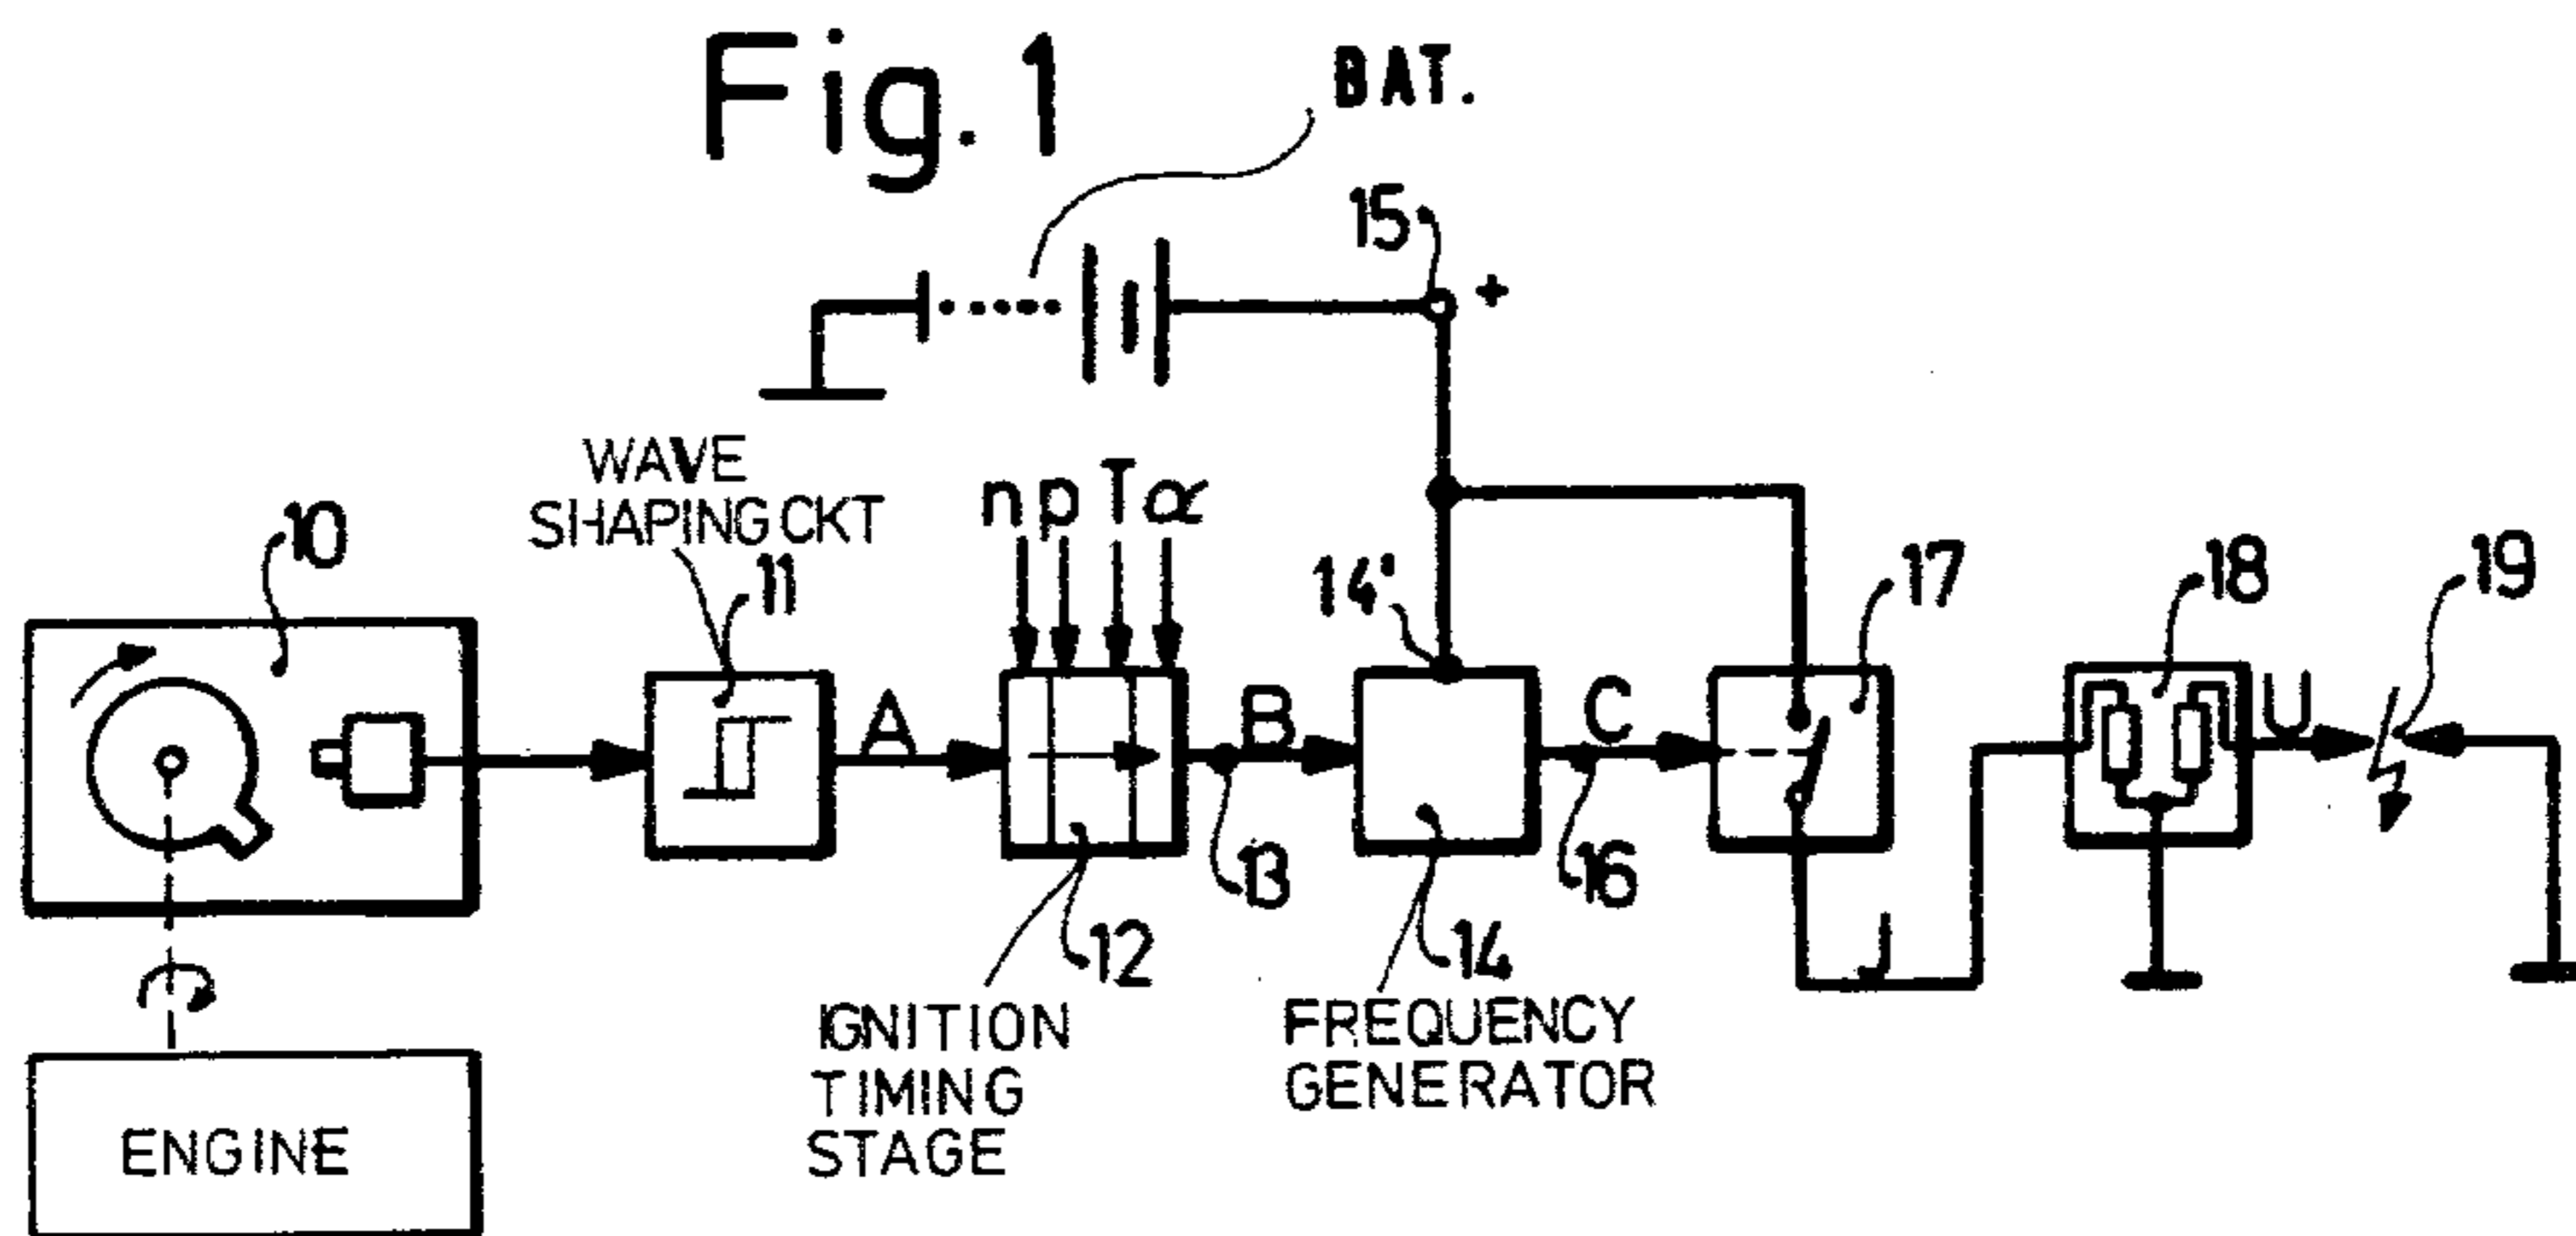 Fig. 1
BAT.
15
+
WAVE
SHAPING CKT
n p T α
10
11
14'
17
18
19
A
B
C
U
13
16
12
14
J
IGNITION
TIMING
STAGE
FREQUENCY
GENERATOR
ENGINE